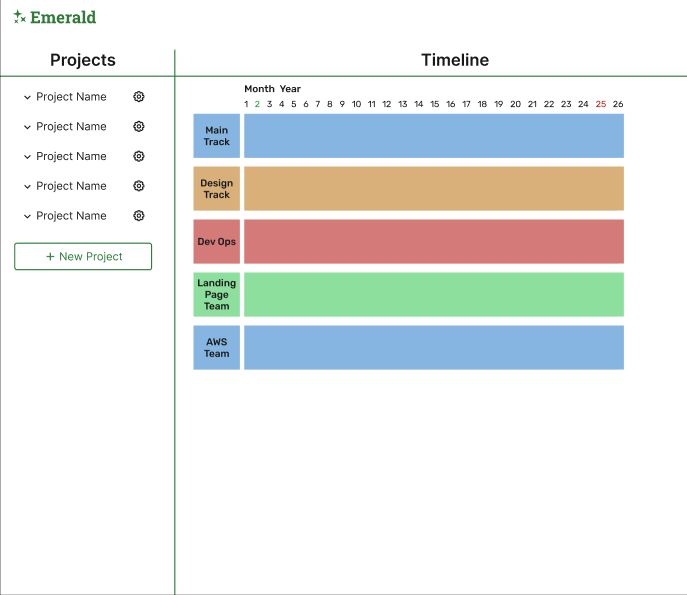 Emerald
Projects
Timeline
Project Name
Project Name
Project Name
Project Name
Project Name
+ New Project
Month Year
1 2 3 4 5 6 7 8 9 10 11 12 13 14 15 16 17 18 19 20 21 22 23 24 25 26
Main
Track
Design
Track
Dev Ops
Landing
Page
Team
AWS
Team